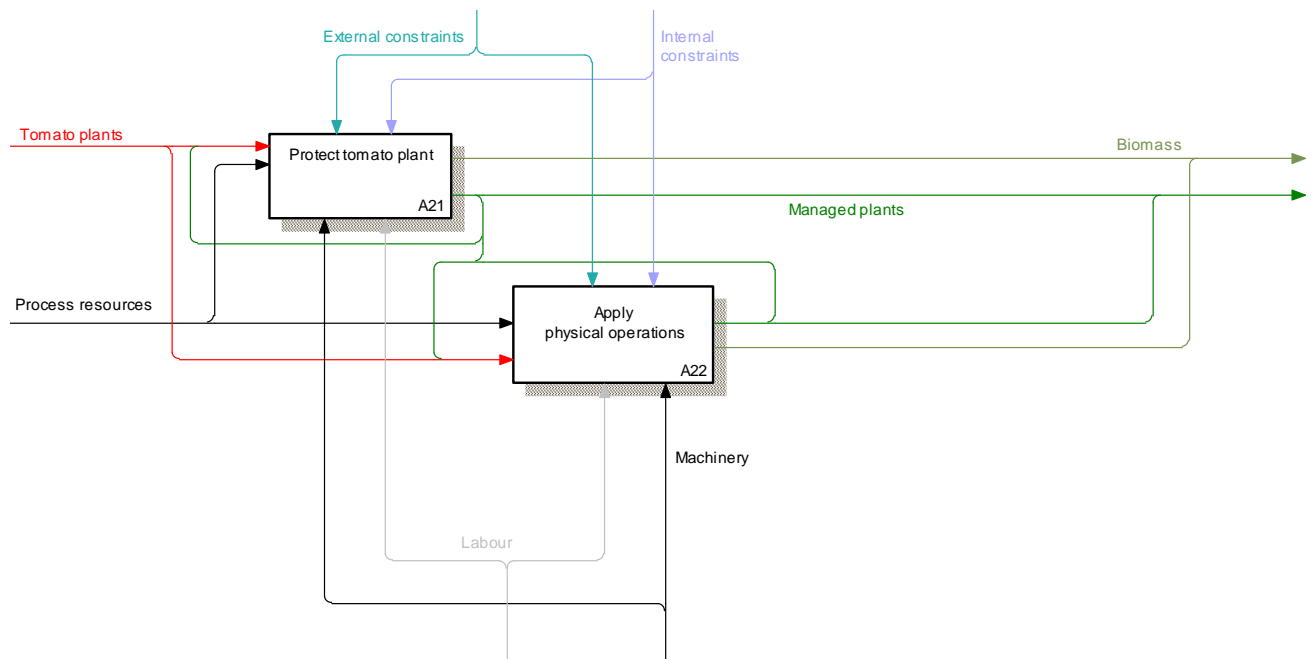 External constraints
Internal
constraints
Tomato plants
Protect tomato plant
A21
Biomass
Managed plants
Process resources
Apply
physical operations
A22
Machinery
Labour